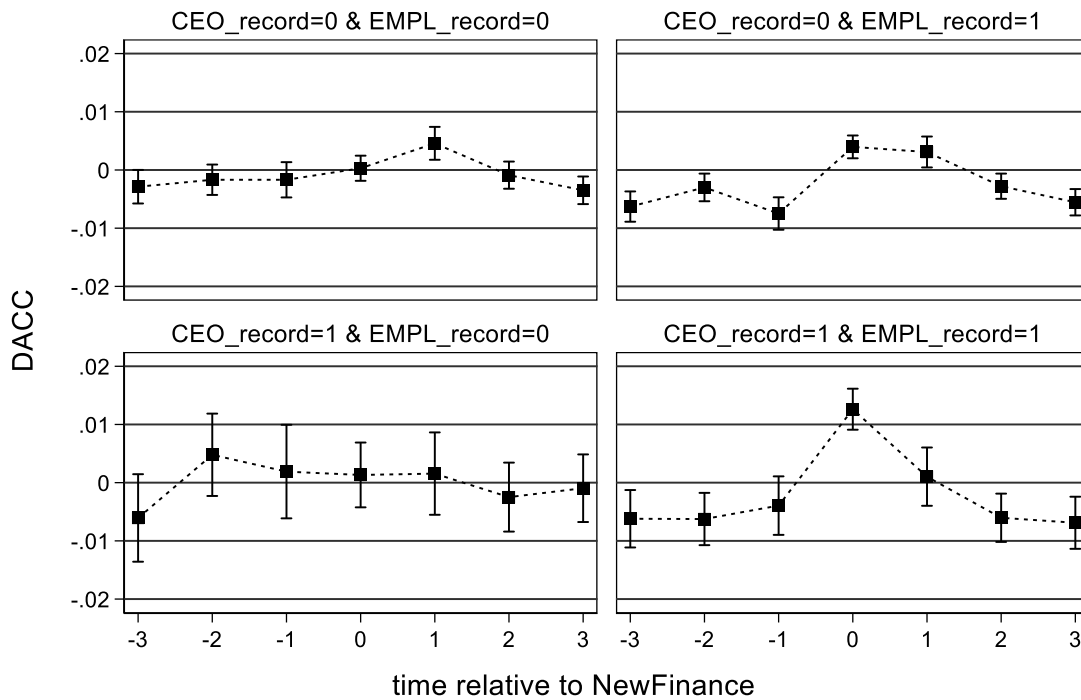 CEO_record=0 & EMPL_record=0
CEO_record=0 & EMPL_record=1
.02
.01
0
-.01
-.02
DACC
CEO_record=1 & EMPL_record=0
CEO_record=1 & EMPL_record=1
.02
.01
0
-.01
-.02
-3 -2 -1 0 1 2 3
-3 -2 -1 0 1 2 3
time relative to NewFinance